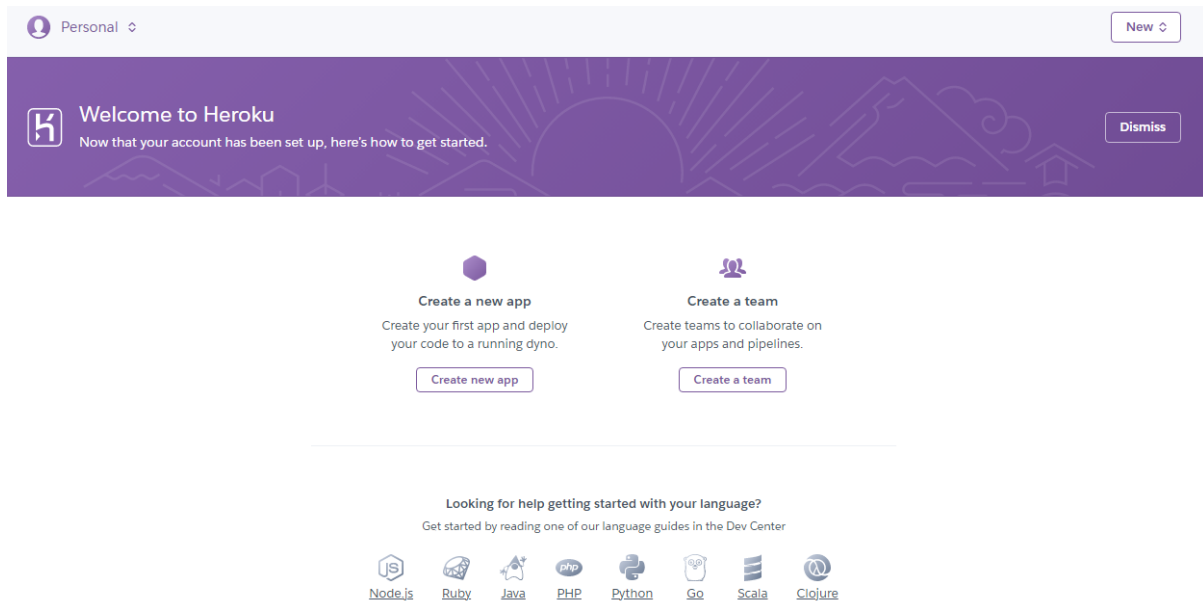 Personal
New
Welcome to Heroku
Now that your account has been set up, here's how to get started.
Dismiss
Create a new app
Create your first app and deploy
your code to a running dyno.
Create new app
Create a team
Create teams to collaborate on
your apps and pipelines.
Create a team
Looking for help getting started with your language?
Get started by reading one of our language guides in the Dev Center
JS
php
Node.js Ruby Java PHP Python Go Scala Clojure